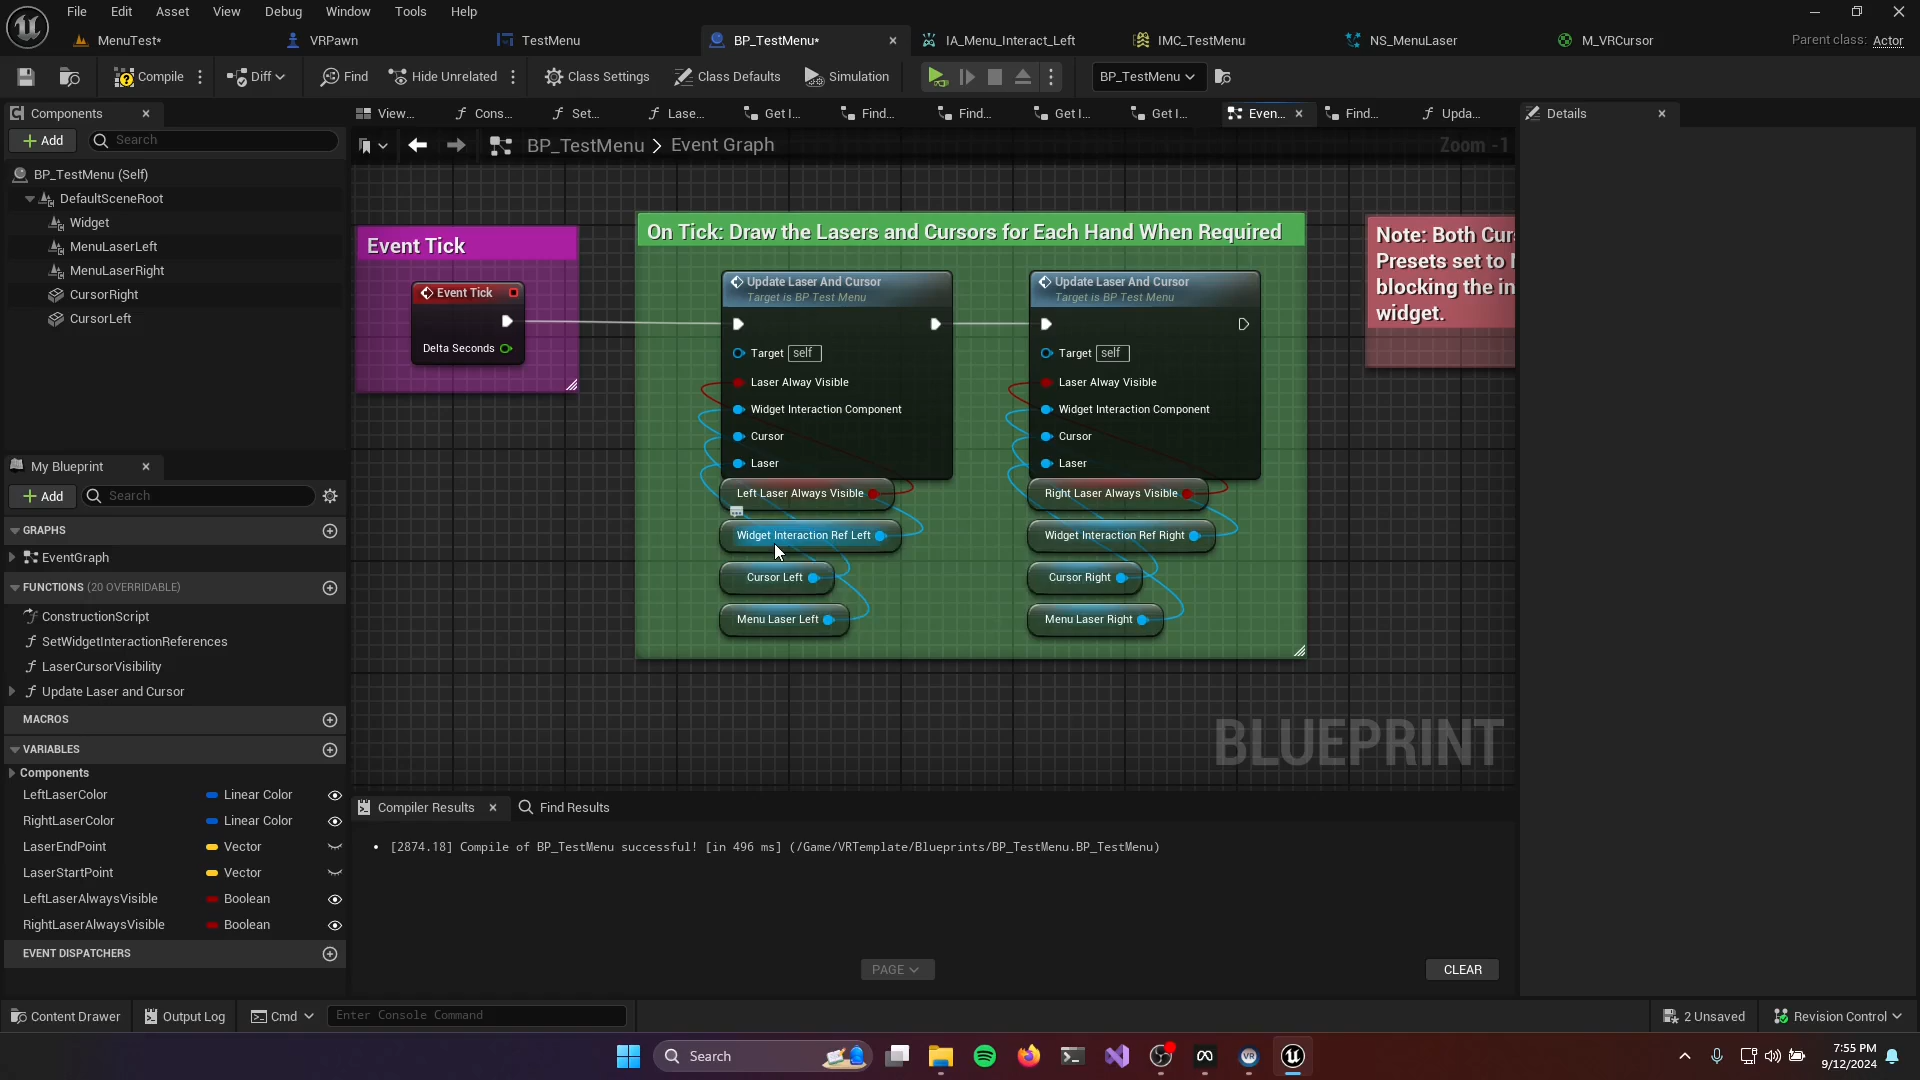 File Edit Asset View Debug Window Tools Help
MenuTest* VRPawn TestMenu BP_TestMenu* IA_Menu_Interact_Left IMC_TestMenu NS_MenuLaser M_VRCursor Parent class: Actor
Compile Diff Find Hide Unrelated Class Settings Class Defaults Simulation BP_TestMenu
Components View... Cons... Set... Lase... Get I... Find... Find... Get I... Get I... Even... Find... Upda... Details
Add Search
BP_TestMenu > Event Graph Zoom -1
BP_TestMenu (Self)
DefaultSceneRoot
Widget
MenuLaserLeft
MenuLaserRight
CursorRight
CursorLeft
Event Tick
Event Tick
Delta Seconds
On Tick: Draw the Lasers and Cursors for Each Hand When Required
Update Laser And Cursor
Target is BP Test Menu
Target self
Laser Alway Visible
Widget Interaction Component
Cursor
Laser
Left Laser Always Visible
Widget Interaction Ref Left
Cursor Left
Menu Laser Left
Update Laser And Cursor
Target is BP Test Menu
Target self
Laser Alway Visible
Widget Interaction Component
Cursor
Laser
Right Laser Always Visible
Widget Interaction Ref Right
Cursor Right
Menu Laser Right
Note: Both Cur
Presets set to
blocking the in
widget.
BLUEPRINT
My Blueprint
Add Search
GRAPHS
EventGraph
FUNCTIONS (20 OVERRIDABLE)
ConstructionScript
SetWidgetInteractionReferences
LaserCursorVisibility
Update Laser and Cursor
MACROS
VARIABLES
Components
LeftLaserColor Linear Color
RightLaserColor Linear Color
LaserEndPoint Vector
LaserStartPoint Vector
LeftLaserAlwaysVisible Boolean
RightLaserAlwaysVisible Boolean
EVENT DISPATCHERS
Compiler Results Find Results
• [2874.18] Compile of BP_TestMenu successful! [in 496 ms] (/Game/VRTemplate/Blueprints/BP_TestMenu.BP_TestMenu)
PAGE CLEAR
Content Drawer Output Log Cmd Enter Console Command 2 Unsaved Revision Control
Search
7:55 PM
9/12/2024